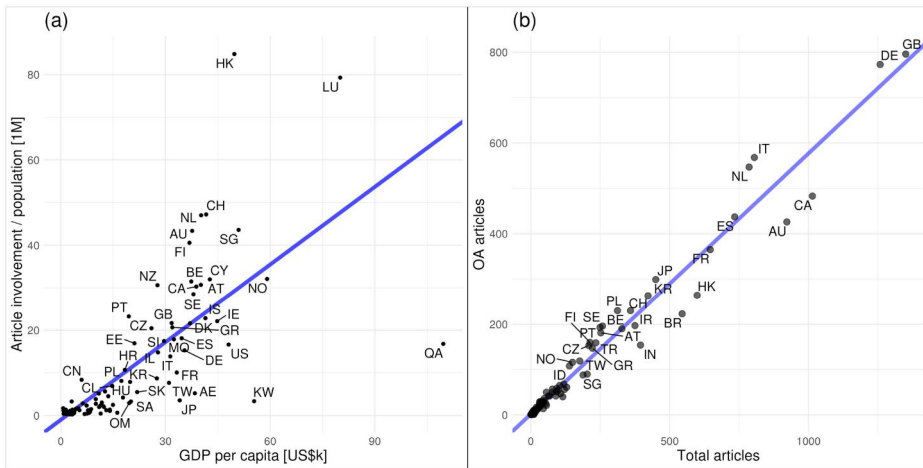 (a)
Article involvement / population [1M]
80
60
40
20
0
HK
LU
CH
NL
AU
SG
FI
NZ
BE
CY
CA
AT
NO
SE
IS
PT
GB
IE
CZ
DK
GR
EE
SI
MC
ES
US
QA
HR
IL
DE
IT
CN
PL
KR
FR
CL
HU
SK
TW
AE
KW
OM
SA
JP
0
30
60
90
GDP per capita [US$k]
(b)
OA articles
800
600
400
200
0
GB
DE
IT
NL
CA
ES
AU
FR
JP
KR
HK
PL
CH
SE
BE
IR
BR
FI
PT
AT
CZ
TR
IN
NO
GR
ID
SG
0
500
1000
Total articles